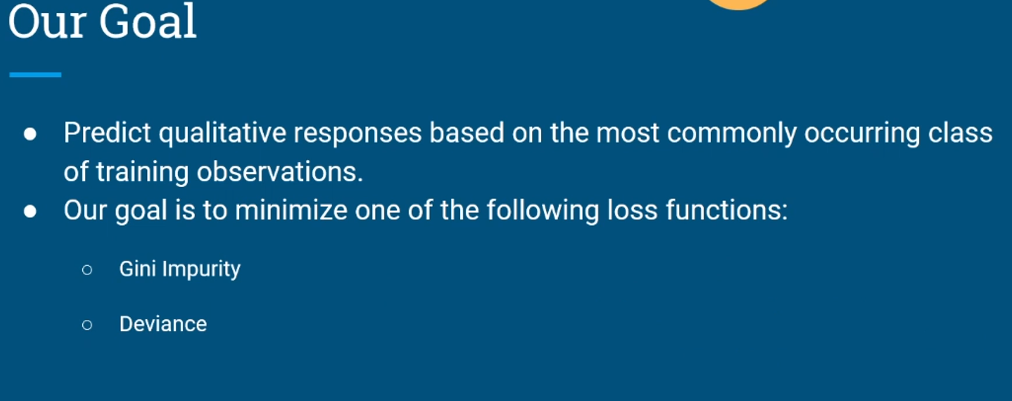 Our Goal
● Predict qualitative responses based on the most commonly occurring class
of training observations.
● Our goal is to minimize one of the following loss functions:
○ Gini Impurity
○ Deviance